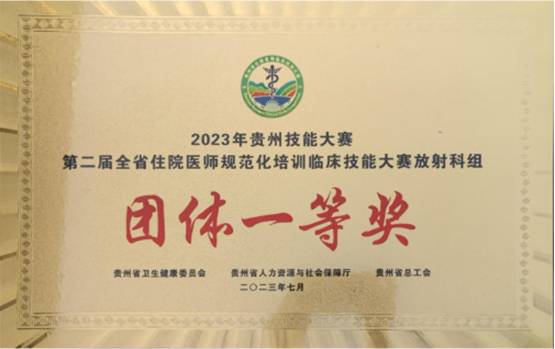 2023年贵州技能大赛
第二届全省住院医师规范化培训临床技能大赛放射科组
团体一等奖
贵州省卫生健康委员会 贵州省人力资源与社会保障厅 贵州省总工会
二〇二三年七月